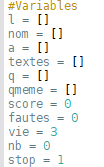 #Variables
l = []
nom = []
a = []
textes = []
q = []
qmeme = []
score = 0
fautes = 0
vie = 3
nb = 0
stop = 1